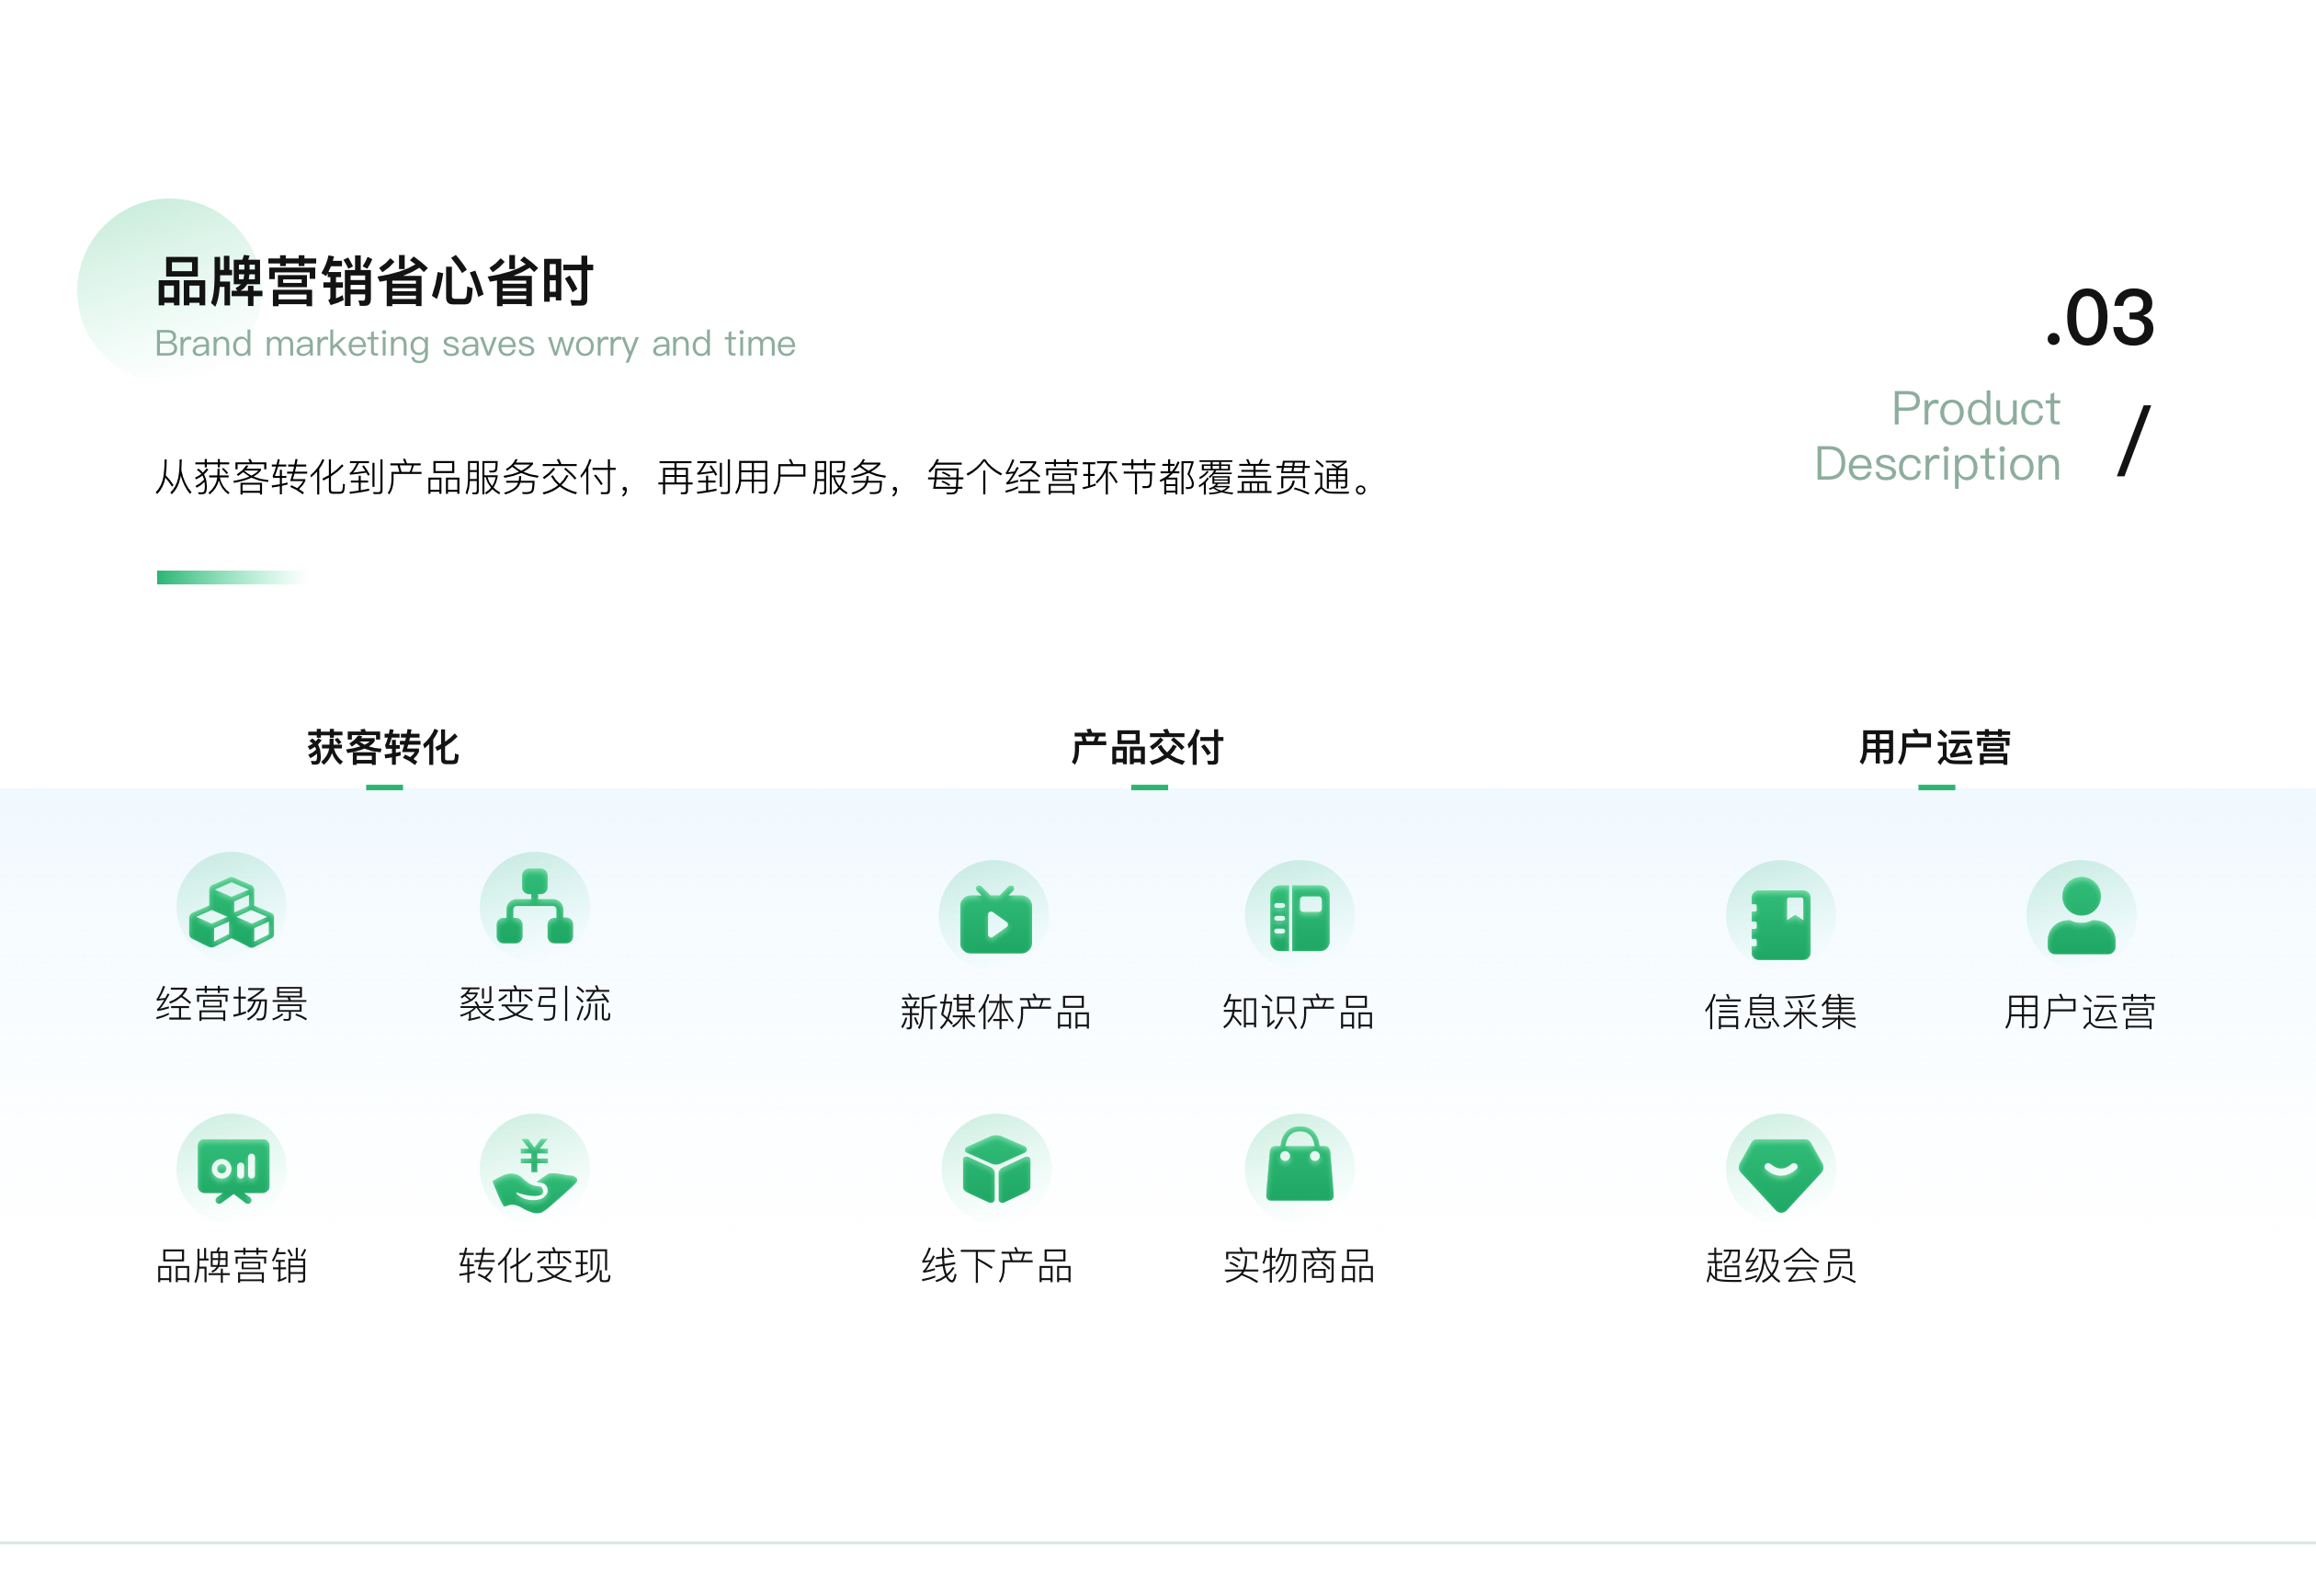 品牌营销省心省时
Brand marketing saves worry and time
.03
Product
Description
/
从获客转化到产品服务交付，再到用户服务，每个经营环节都覆盖贯通。
获客转化
产品交付
用户运营
经营场景
裂变引流
新媒体产品
知识产品
信息采集
用户运营
品牌营销
转化变现
线下产品
实物商品
超级会员